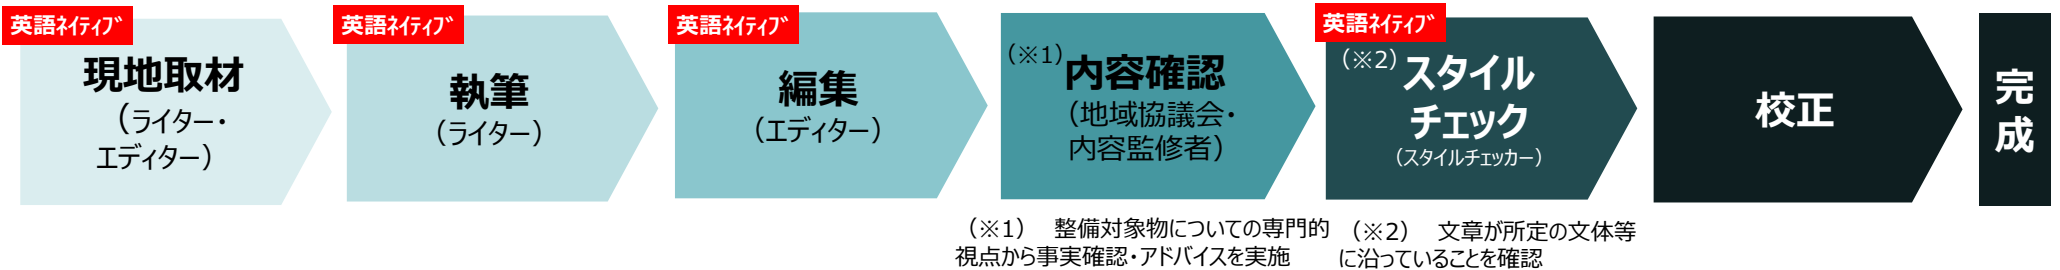 英語ﾈｲﾃｨﾌﾞ
現地取材
（ライター・
エディター）
英語ﾈｲﾃｨﾌﾞ
執筆
（ライター）
英語ﾈｲﾃｨﾌﾞ
編集
（エディター）
（※1）
内容確認
（地域協議会・
内容監修者）
英語ﾈｲﾃｨﾌﾞ
（※2）
スタイル
チェック
（スタイルチェッカー）
校正
完
成
（※1）　整備対象物についての専門的
視点から事実確認・アドバイスを実施
（※2）　文章が所定の文体等
に沿っていることを確認